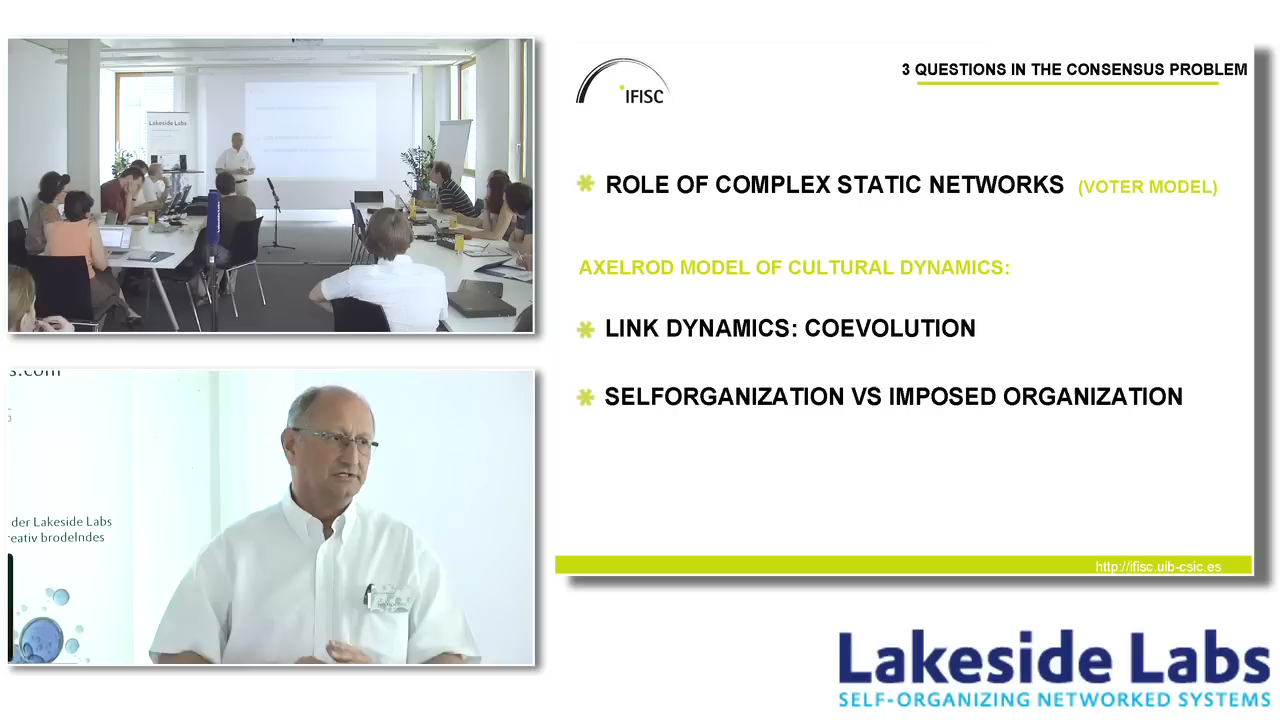 Lakeside Labs
s.com
der Lakeside Labs
reativ brodelndes
IFISC
3 QUESTIONS IN THE CONSENSUS PROBLEM
ROLE OF COMPLEX STATIC NETWORKS (VOTER MODEL)
AXELROD MODEL OF CULTURAL DYNAMICS:
LINK DYNAMICS: COEVOLUTION
SELFORGANIZATION VS IMPOSED ORGANIZATION
http://ifisc.uib-csic.es
Lakeside Labs
SELF-ORGANIZING NETWORKED SYSTEMS